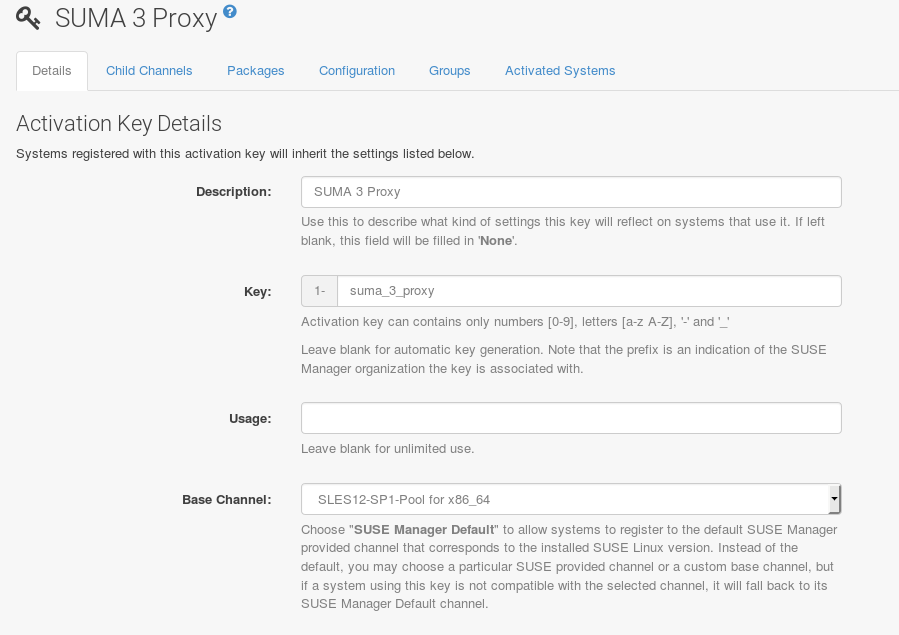 SUMA 3 Proxy ?
Details Child Channels Packages Configuration Groups Activated Systems
Activation Key Details
Systems registered with this activation key will inherit the settings listed below.
Description: SUMA 3 Proxy
Use this to describe what kind of settings this key will reflect on systems that use it. If left
blank, this field will be filled in 'None'.
Key: 1- suma_3_proxy
Activation key can contains only numbers [0-9], letters [a-z A-Z], '-' and '_'
Leave blank for automatic key generation. Note that the prefix is an indication of the SUSE
Manager organization the key is associated with.
Usage:
Leave blank for unlimited use.
Base Channel: SLES12-SP1-Pool for x86_64
Choose "SUSE Manager Default" to allow systems to register to the default SUSE Manager
provided channel that corresponds to the installed SUSE Linux version. Instead of the
default, you may choose a particular SUSE provided channel or a custom base channel, but
if a system using this key is not compatible with the selected channel, it will fall back to its
SUSE Manager Default channel.